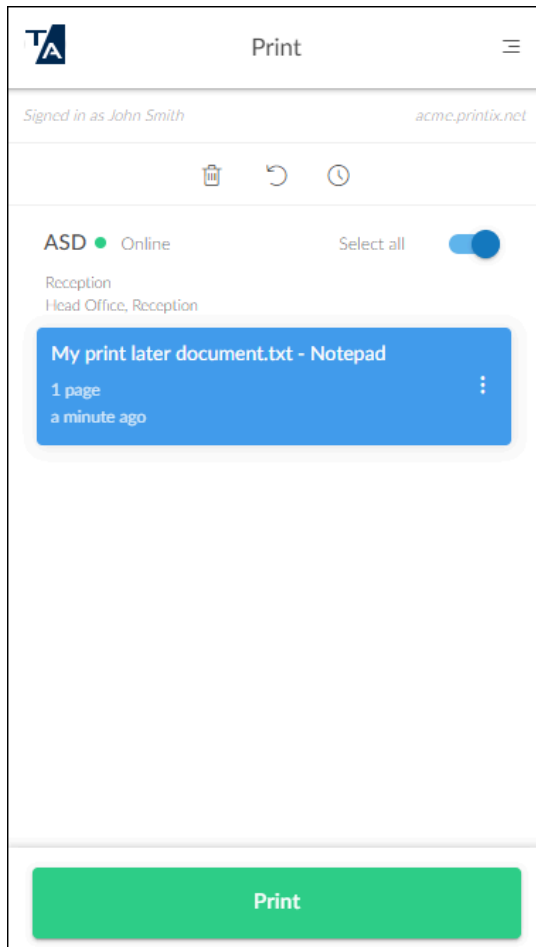 TA
Print
Signed in as John Smith
acme.printix.net
ASD
Online
Select all
Reception
Head Office, Reception
My print later document.txt - Notepad
1 page
a minute ago
Print